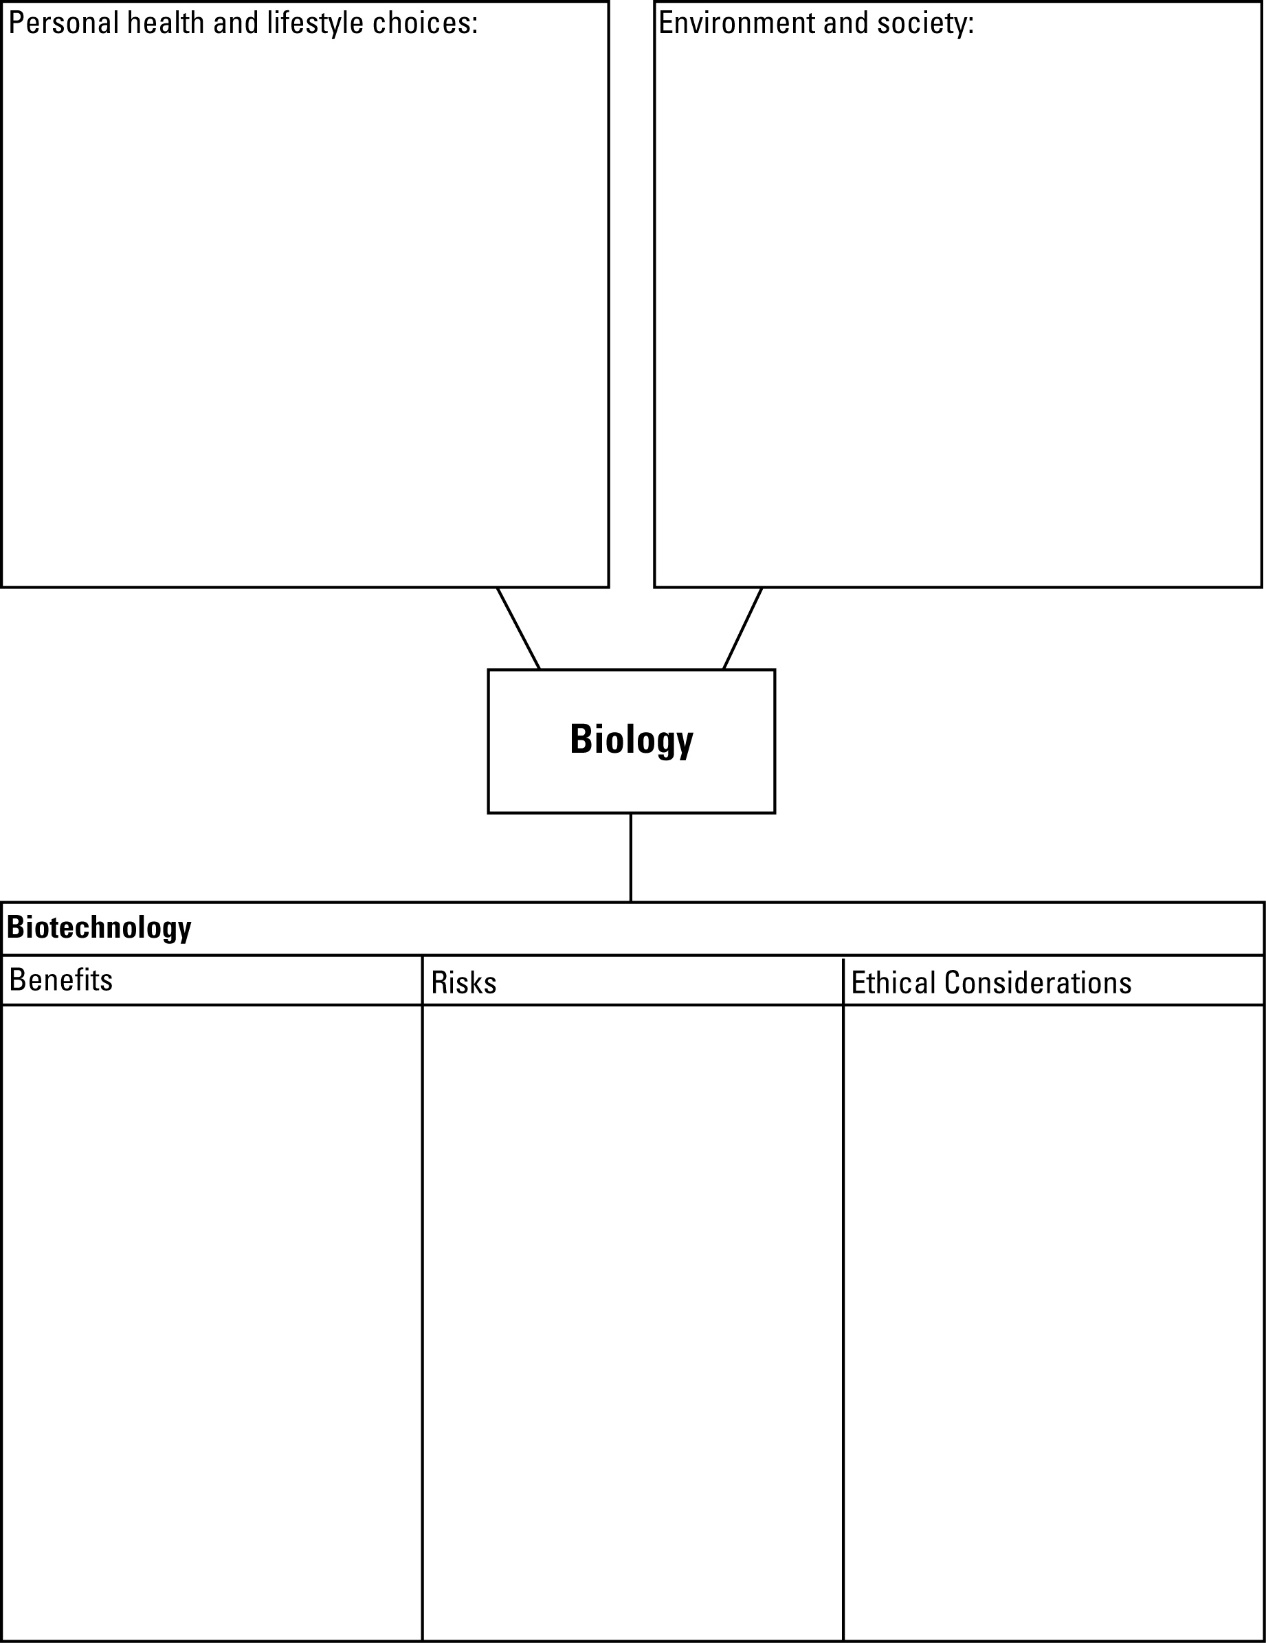 Personal health and lifestyle choices:
Environment and society:
Biology
Biotechnology
Benefits
Risks
Ethical Considerations